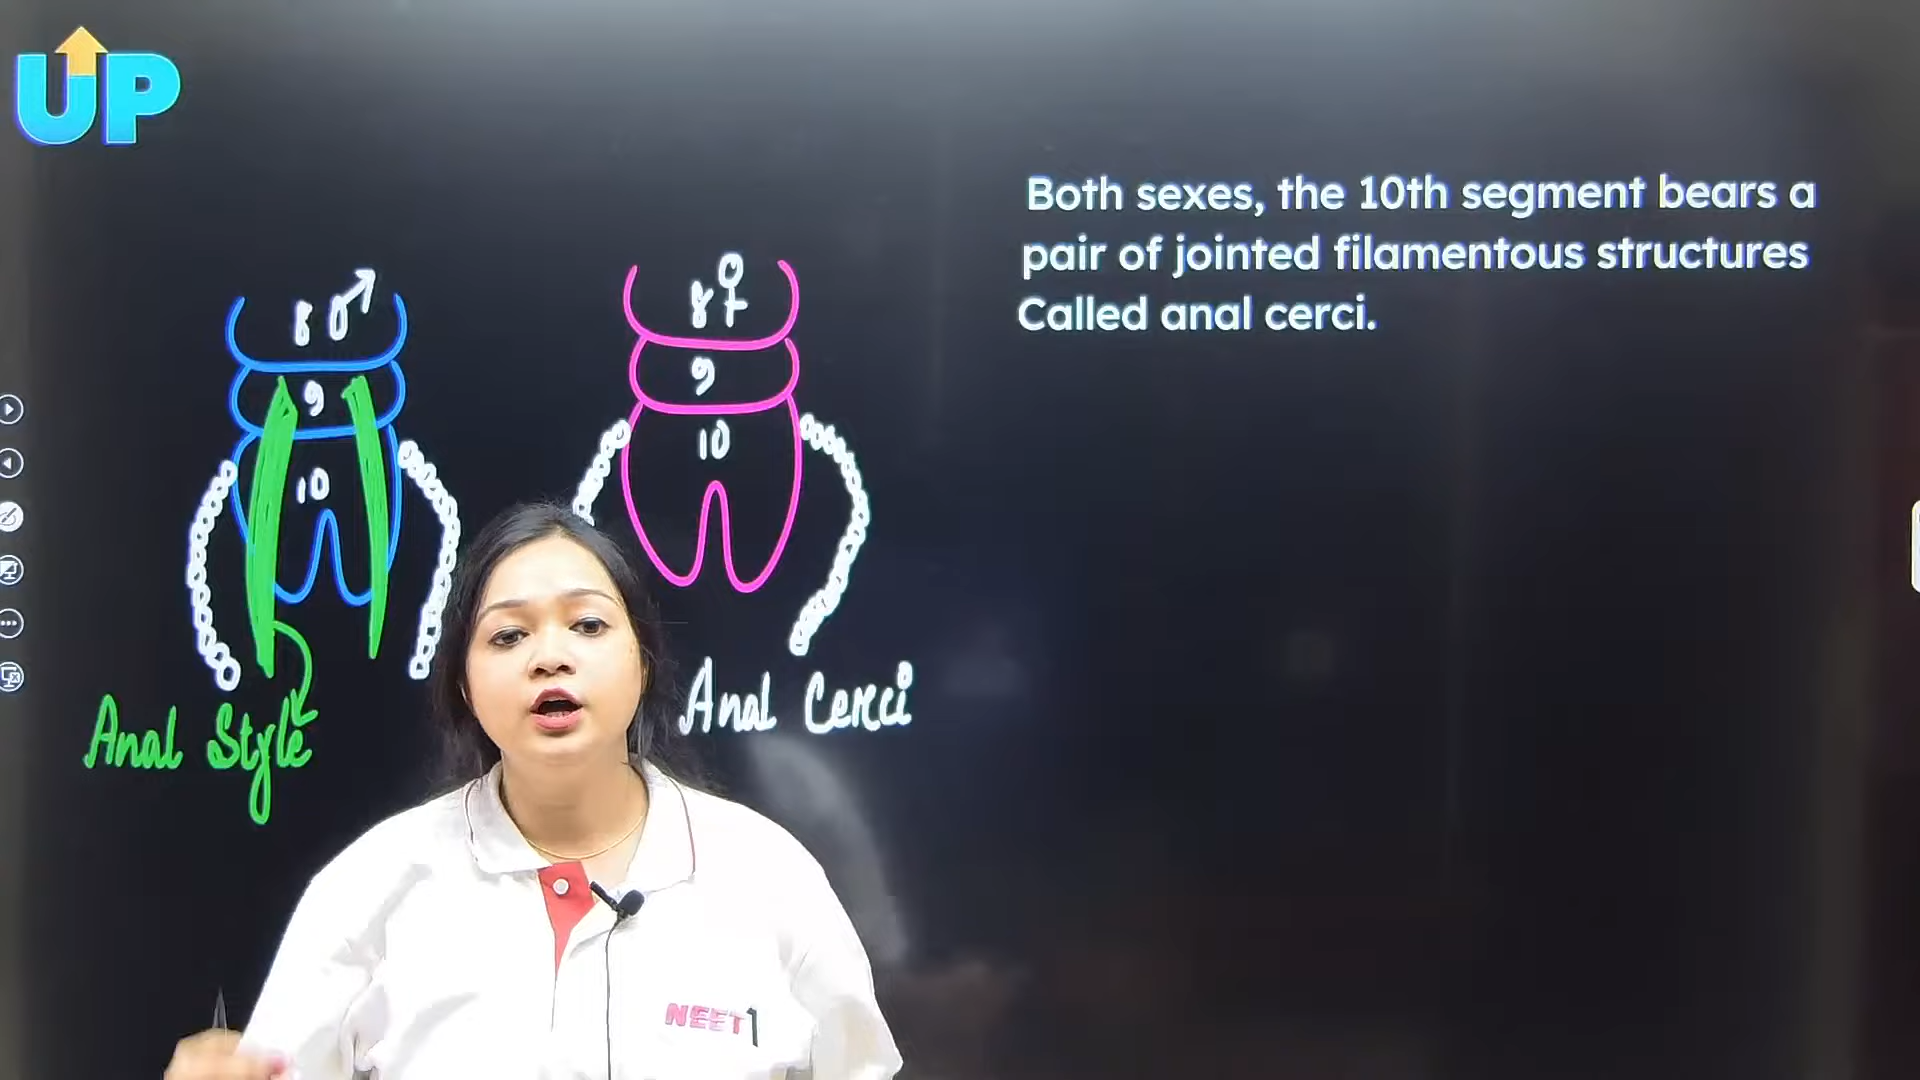 UP
Both sexes, the 10th segment bears a
pair of jointed filamentous structures
Called anal cerci.
8 ♂
9
10
8 ♀
9
10
Anal Style
Anal Cerci
NEET 1